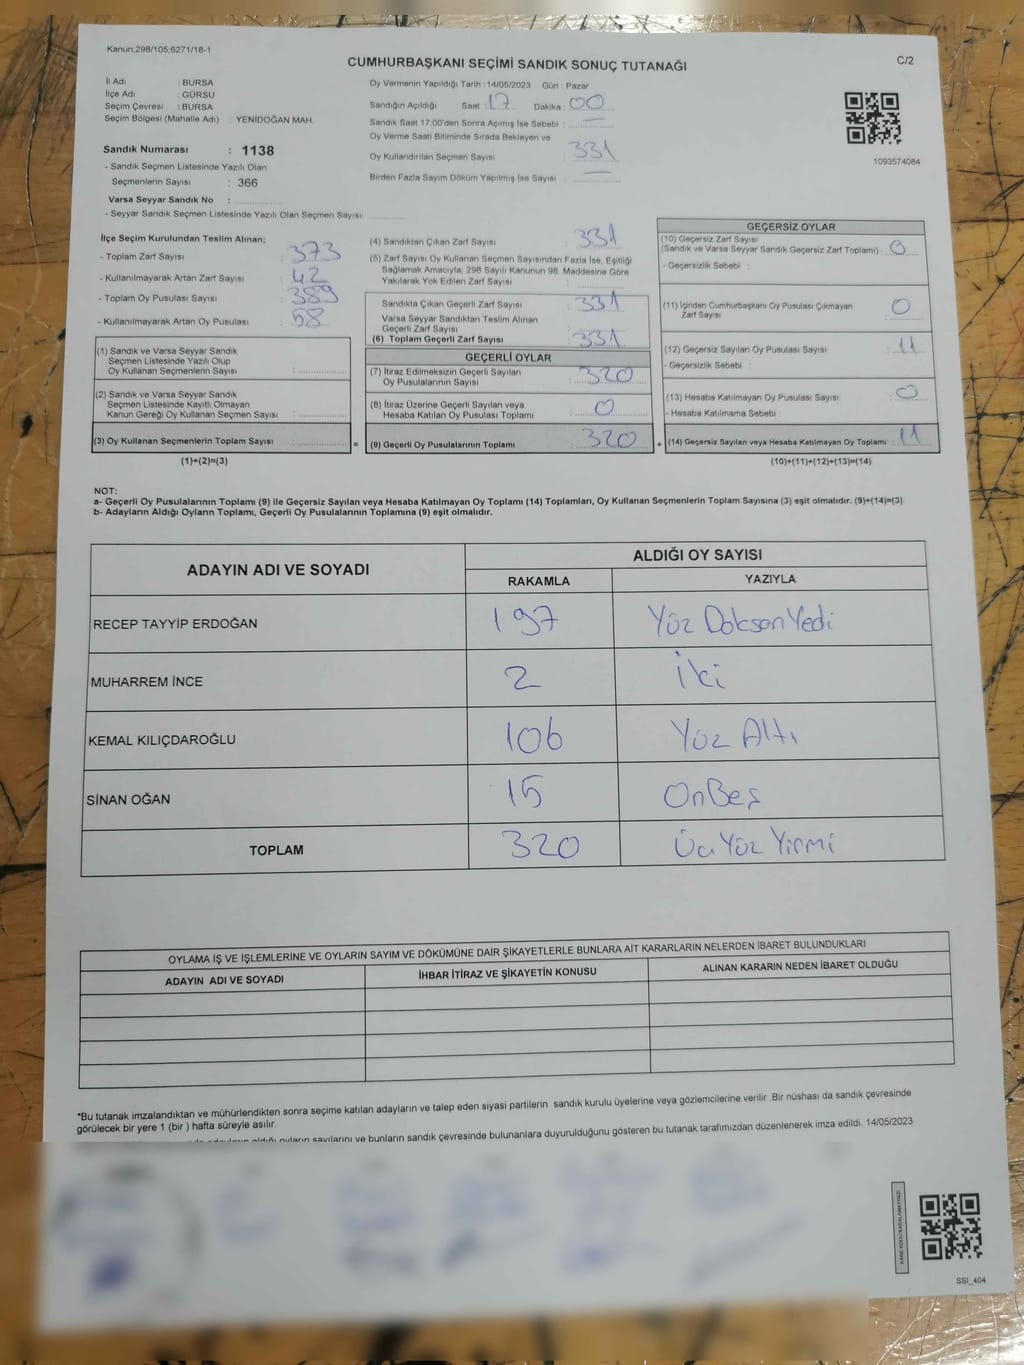 Kanun;298/105;6271/18-1
CUMHURBAŞKANI SEÇİMİ SANDIK SONUÇ TUTANAĞI
C/2
İl Adı : BURSA
İlçe Adı : GÜRSU
Seçim Çevresi : BURSA
Seçim Bölgesi (Mahalle Adı) : YENİDOĞAN MAH.
Sandık Numarası : 1138
- Sandık Seçmen Listesinde Yazılı Olan
Seçmenlerin Sayısı : 366
Varsa Seyyar Sandık No :
- Seyyar Sandık Seçmen Listesinde Yazılı Olan Seçmen Sayısı:
Oy Vermenin Yapıldığı Tarih : 14/05/2023 Gün : Pazar
Sandığın Açıldığı Saat : 17 Dakika : 00
Sandık Saat 17:00'den Sonra Açımış İse Sebebi : —
Oy Verme Saati Bitiminde Sırada Bekleyen ve
Oy Kullandırılan Seçmen Sayısı : 331
Birden Fazla Sayım Döküm Yapılmış İse Sayısı : —
1093574084
İlçe Seçim Kurulundan Teslim Alınan;
- Toplam Zarf Sayısı : 373
- Kullanılmayarak Artan Zarf Sayısı : 42
- Toplam Oy Pusulası Sayısı : 389
- Kullanılmayarak Artan Oy Pusulası : 58
(1) Sandık ve Varsa Seyyar Sandık
Seçmen Listesinde Yazılı Olup
Oy Kullanan Seçmenlerin Sayısı :
(2) Sandık ve Varsa Seyyar Sandık
Seçmen Listesinde Kayıtlı Olmayan
Kanun Gereği Oy Kullanan Seçmen Sayısı :
(3) Oy Kullanan Seçmenlerin Toplam Sayısı :
(1)+(2)=(3)
(4) Sandıktan Çıkan Zarf Sayısı : 331
(5) Zarf Sayısı Oy Kullanan Seçmen Sayısından Fazla İse, Eşitliği
Sağlamak Amacıyla; 298 Sayılı Kanunun 98. Maddesine Göre
Yakılarak Yok Edilen Zarf Sayısı :
Sandıkta Çıkan Geçerli Zarf Sayısı : 331
Varsa Seyyar Sandıktan Teslim Alınan
Geçerli Zarf Sayısı :
(6) Toplam Geçerli Zarf Sayısı : 331
GEÇERLİ OYLAR
(7) İtiraz Edilmeksizin Geçerli Sayılan
Oy Pusulalarının Sayısı : 320
(8) İtiraz Üzerine Geçerli Sayılan veya
Hesaba Katılan Oy Pusulası Toplamı : 0
= (9) Geçerli Oy Pusulalarının Toplamı : 320
GEÇERSİZ OYLAR
(10) Geçersiz Zarf Sayısı
(Sandık ve Varsa Seyyar Sandık Geçersiz Zarf Toplamı) : 0
- Geçersizlik Sebebi :
(11) İçinden Cumhurbaşkanı Oy Pusulası Çıkmayan
Zarf Sayısı : 0
(12) Geçersiz Sayılan Oy Pusulası Sayısı : 11
- Geçersizlik Sebebi :
(13) Hesaba Katılmayan Oy Pusulası Sayısı : 0
- Hesaba Katılmama Sebebi :
+ (14) Geçersiz Sayılan veya Hesaba Katılmayan Oy Toplamı : 11
(10)+(11)+(12)+(13)=(14)
NOT:
a- Geçerli Oy Pusulalarının Toplamı (9) ile Geçersiz Sayılan veya Hesaba Katılmayan Oy Toplamı (14) Toplamları, Oy Kullanan Seçmenlerin Toplam Sayısına (3) eşit olmalıdır. (9)+(14)=(3)
b- Adayların Aldığı Oyların Toplamı, Geçerli Oy Pusulalarının Toplamına (9) eşit olmalıdır.
ADAYIN ADI VE SOYADI
ALDIĞI OY SAYISI
RAKAMLA YAZIYLA
RECEP TAYYİP ERDOĞAN 197 Yüz Doksan Yedi
MUHARREM İNCE 2 İki
KEMAL KILIÇDAROĞLU 106 Yüz Altı
SİNAN OĞAN 15 OnBeş
TOPLAM 320 Üç Yüz Yirmi
OYLAMA İŞ VE İŞLEMLERİNE VE OYLARIN SAYIM VE DÖKÜMÜNE DAİR ŞİKAYETLERLE BUNLARA AİT KARARLARIN NELERDEN İBARET BULUNDUKLARI
ADAYIN ADI VE SOYADI İHBAR İTİRAZ VE ŞİKAYETİN KONUSU ALINAN KARARIN NEDEN İBARET OLDUĞU
*Bu tutanak imzalandıktan ve mühürlendikten sonra seçime katılan adayların ve talep eden siyasi partilerin sandık kurulu üyelerine veya gözlemcilerine verilir .Bir nüshası da sandık çevresinde
görülecek bir yere 1 (bir ) hafta süreyle asılır.
aldığı oyların sayılarını ve bunların sandık çevresinde bulunanlara duyurulduğunu gösteren bu tutanak tarafımızdan düzenlenerek imza edildi. 14/05/2023
SSI_404